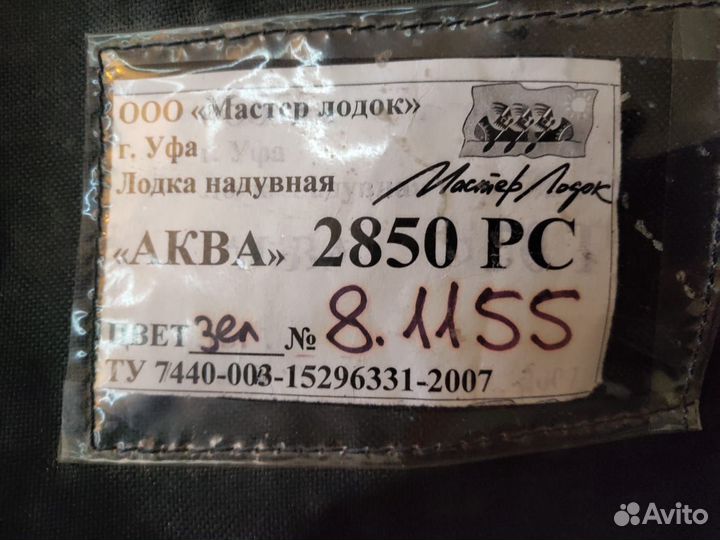 ООО «Мастер лодок»
г. Уфа
Лодка надувная
Мастер Лодок
«АКВА» 2850 РС
ЦВЕТ зел № 8.1155
ТУ 7440-003-15296331-2007
Avito